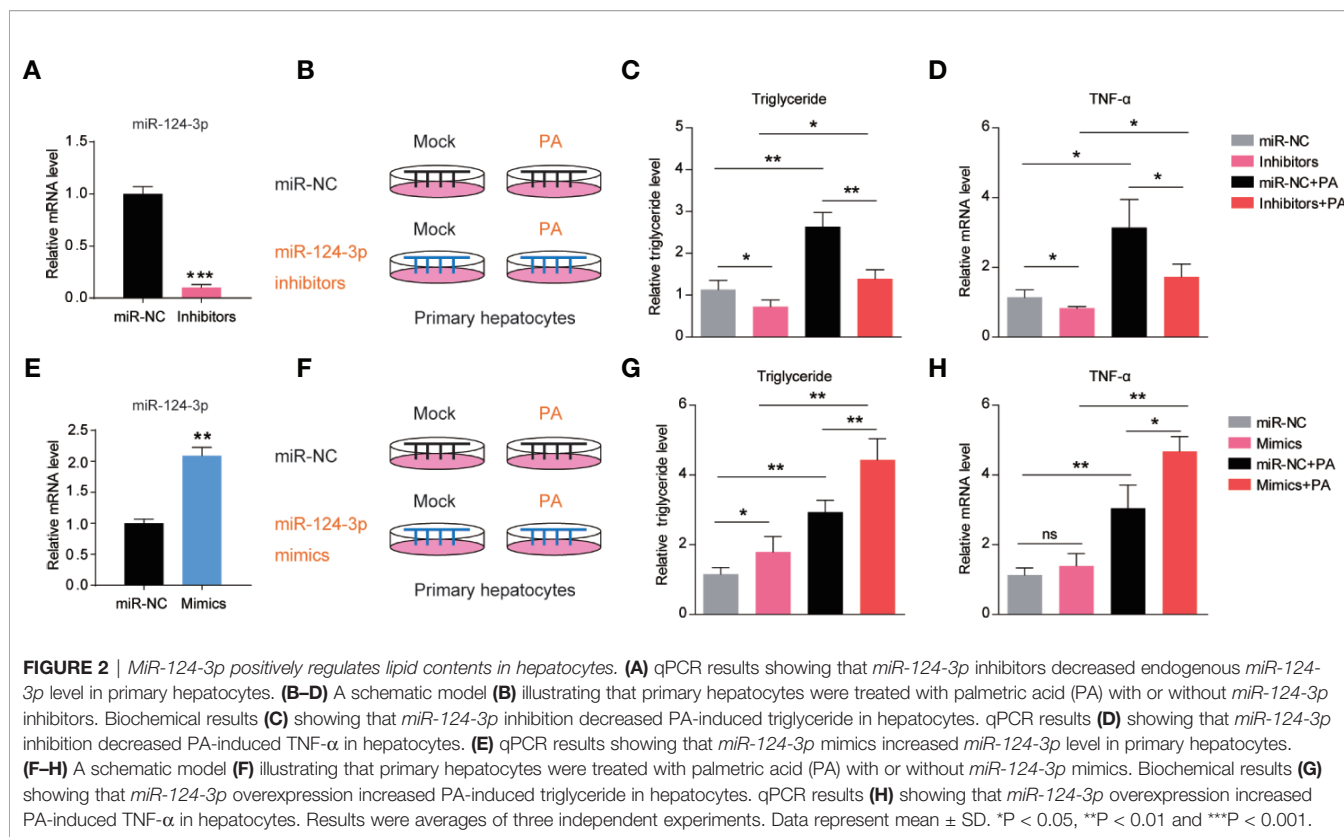 A
miR-124-3p
Relative mRNA level
1.5
1.0
0.5
0.0
***
miR-NC Inhibitors
B
Mock PA
miR-NC
Mock PA
miR-124-3p
inhibitors
Primary hepatocytes
C
Triglyceride
Relative triglyceride level
5
4
3
2
1
0
*
**
**
*
D
TNF-α
Relative mRNA level
6
4
2
0
*
*
*
*
miR-NC
Inhibitors
miR-NC+PA
Inhibitors+PA
E
miR-124-3p
Relative mRNA level
2.5
2.0
1.5
1.0
0.5
0.0
**
miR-NC Mimics
F
Mock PA
miR-NC
Mock PA
miR-124-3p
mimics
Primary hepatocytes
G
Triglyceride
Relative triglyceride level
6
4
2
0
**
**
**
*
H
TNF-α
Relative mRNA level
6
4
2
0
**
*
**
ns
miR-NC
Mimics
miR-NC+PA
Mimics+PA
FIGURE 2 | MiR-124-3p positively regulates lipid contents in hepatocytes. (A) qPCR results showing that miR-124-3p inhibitors decreased endogenous miR-124-
3p level in primary hepatocytes. (B–D) A schematic model (B) illustrating that primary hepatocytes were treated with palmetric acid (PA) with or without miR-124-3p
inhibitors. Biochemical results (C) showing that miR-124-3p inhibition decreased PA-induced triglyceride in hepatocytes. qPCR results (D) showing that miR-124-3p
inhibition decreased PA-induced TNF-α in hepatocytes. (E) qPCR results showing that miR-124-3p mimics increased miR-124-3p level in primary hepatocytes.
(F–H) A schematic model (F) illustrating that primary hepatocytes were treated with palmetric acid (PA) with or without miR-124-3p mimics. Biochemical results (G)
showing that miR-124-3p overexpression increased PA-induced triglyceride in hepatocytes. qPCR results (H) showing that miR-124-3p overexpression increased
PA-induced TNF-α in hepatocytes. Results were averages of three independent experiments. Data represent mean ± SD. *P < 0.05, **P < 0.01 and ***P < 0.001.